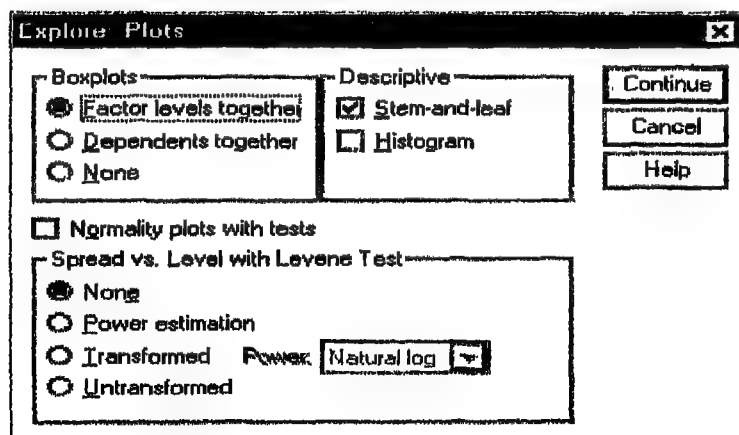 Explore: Plots
Boxplots
Factor levels together
Dependents together
None
Descriptive
Stem-and-leaf
Histogram
Continue
Cancel
Help
Normality plots with tests
Spread vs. Level with Levene Test
None
Power estimation
Transformed Power: Natural log
Untransformed